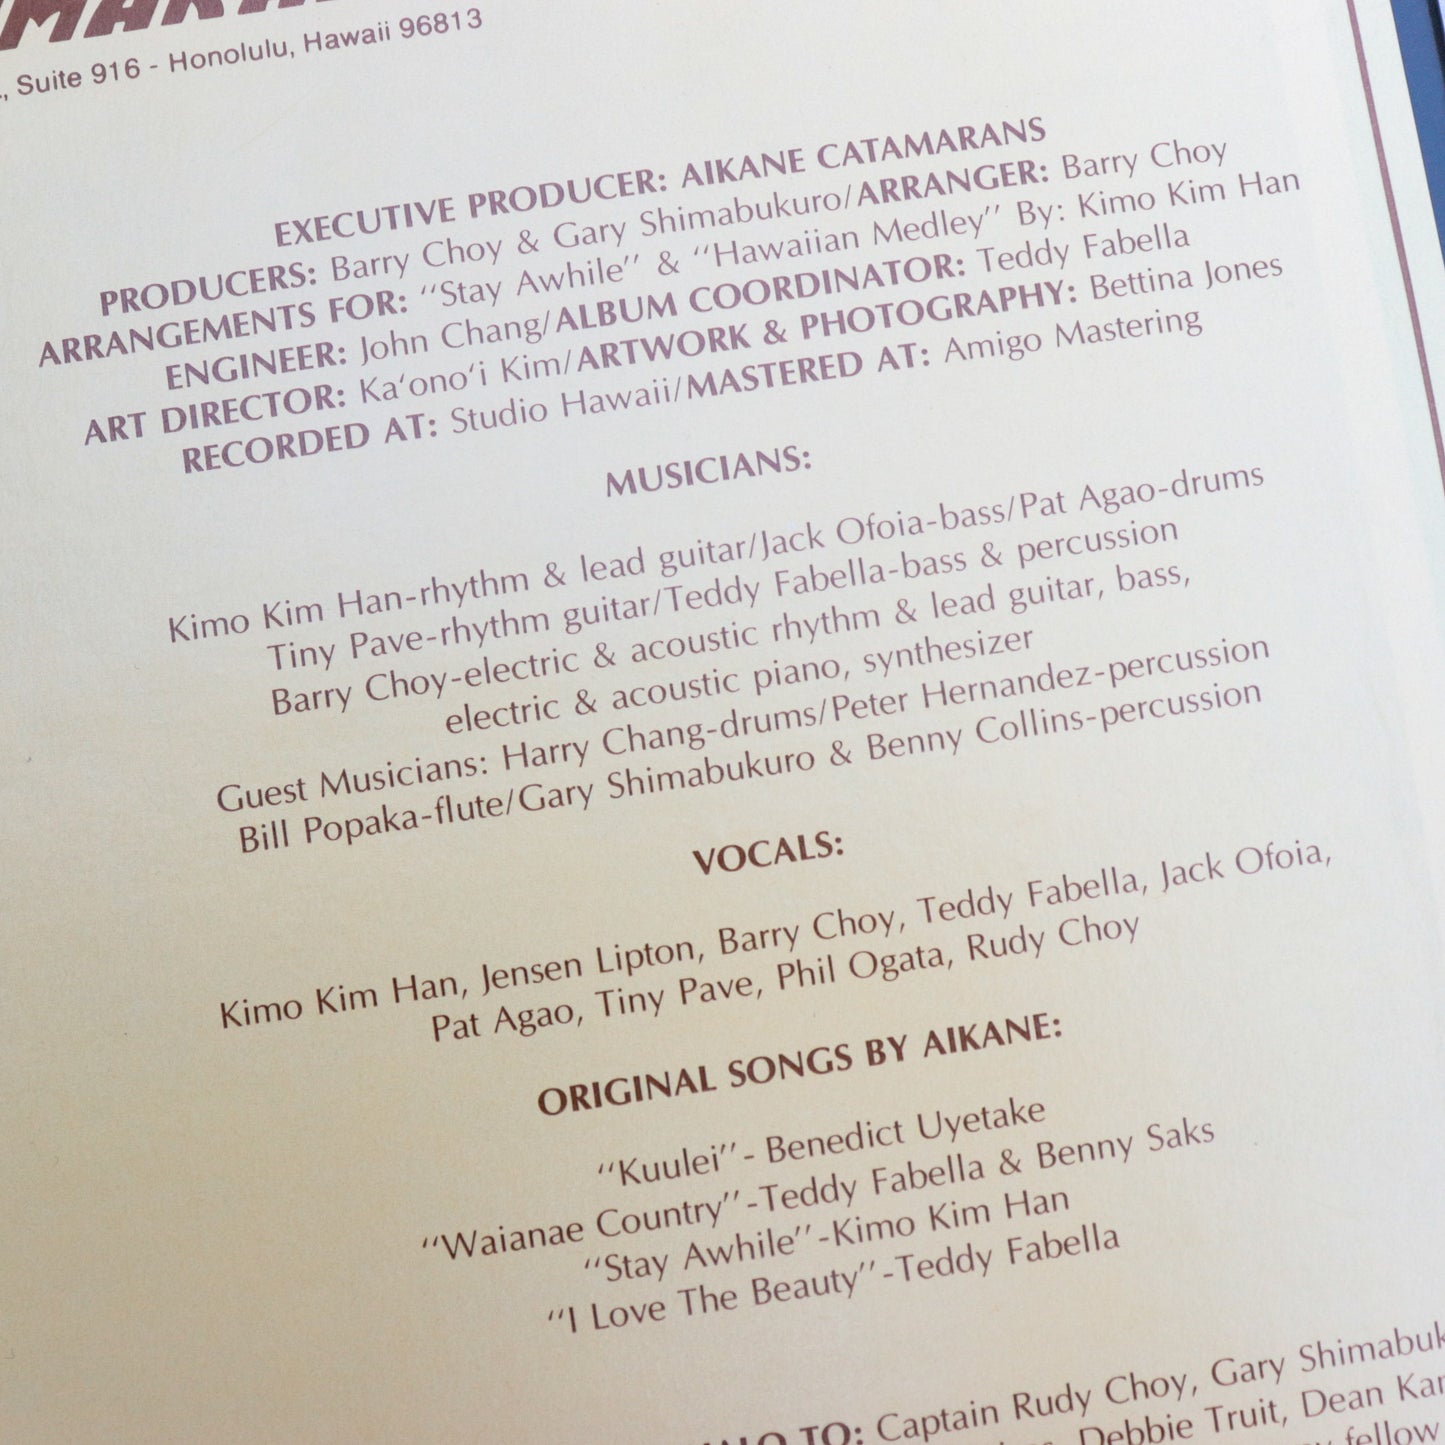 Suite 916 - Honolulu, Hawaii 96813
EXECUTIVE PRODUCER: AIKANE CATAMARANS
PRODUCERS: Barry Choy & Gary Shimabukuro/ARRANGER: Barry Choy
ARRANGEMENTS FOR: "Stay Awhile" & "Hawaiian Medley" By: Kimo Kim Han
ENGINEER: John Chang/ALBUM COORDINATOR: Teddy Fabella
ART DIRECTOR: Ka'ono'i Kim/ARTWORK & PHOTOGRAPHY: Bettina Jones
RECORDED AT: Studio Hawaii/MASTERED AT: Amigo Mastering
MUSICIANS:
Kimo Kim Han-rhythm & lead guitar/Jack Ofoia-bass/Pat Agao-drums
Tiny Pave-rhythm guitar/Teddy Fabella-bass & percussion
Barry Choy-electric & acoustic rhythm & lead guitar, bass,
electric & acoustic piano, synthesizer
Guest Musicians: Harry Chang-drums/Peter Hernandez-percussion
Bill Popaka-flute/Gary Shimabukuro & Benny Collins-percussion
VOCALS:
Kimo Kim Han, Jensen Lipton, Barry Choy, Teddy Fabella, Jack Ofoia,
Pat Agao, Tiny Pave, Phil Ogata, Rudy Choy
ORIGINAL SONGS BY AIKANE:
"Kuulei"- Benedict Uyetake
"Waianae Country"-Teddy Fabella & Benny Saks
"Stay Awhile"-Kimo Kim Han
"I Love The Beauty"-Teddy Fabella
TO: Captain Rudy Choy, Gary Shimabuk
Debbie Truit, Dean Kar
fellow